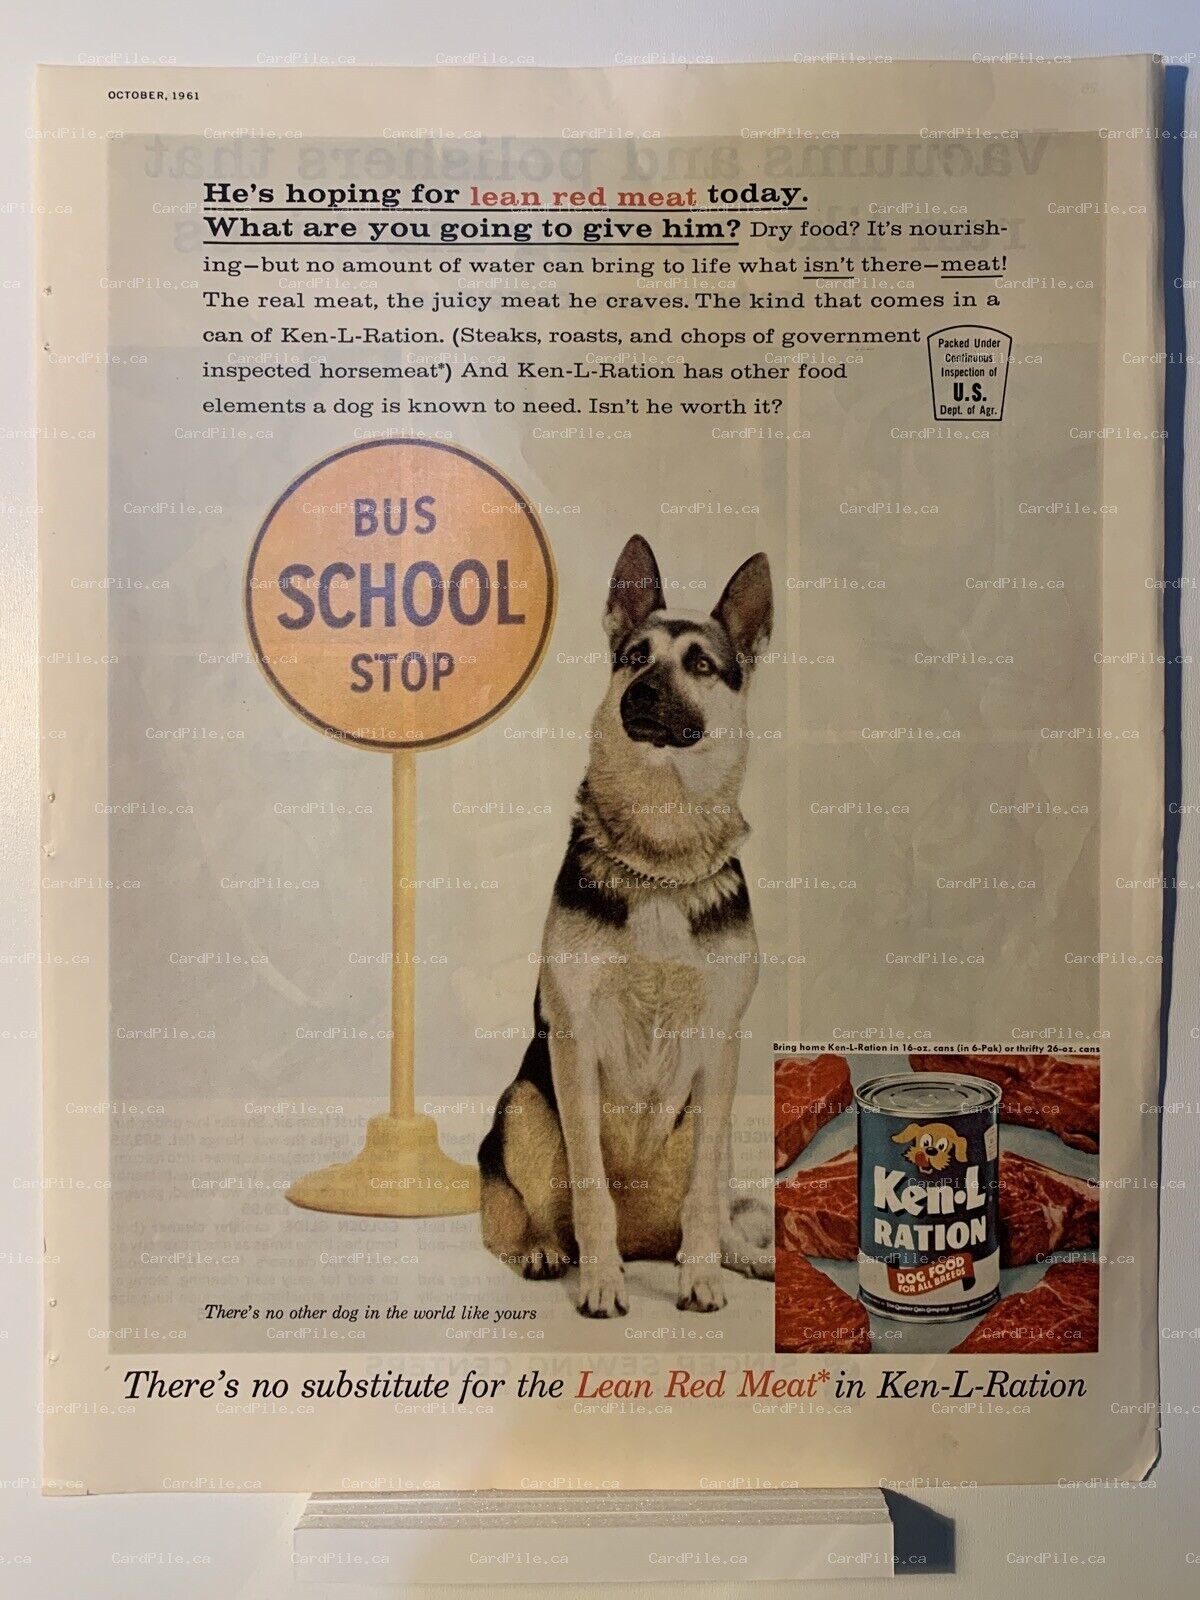 OCTOBER, 1961
He's hoping for lean red meat today.
What are you going to give him? Dry food? It's nourish-
ing—but no amount of water can bring to life what isn't there—meat!
The real meat, the juicy meat he craves. The kind that comes in a
can of Ken-L-Ration. (Steaks, roasts, and chops of government
inspected horsemeat*) And Ken-L-Ration has other food
elements a dog is known to need. Isn't he worth it?
Packed Under
Continuous
Inspection of
U.S.
Dept. of Agr.
BUS
SCHOOL
STOP
Bring home Ken-L-Ration in 16-oz. cans (in 6-Pak) or thrifty 26-oz. cans
Ken·L
RATION
DOG FOOD
FOR ALL BREEDS
The Quaker Oats Company
There's no other dog in the world like yours
There's no substitute for the Lean Red Meat* in Ken-L-Ration
CardPile.ca